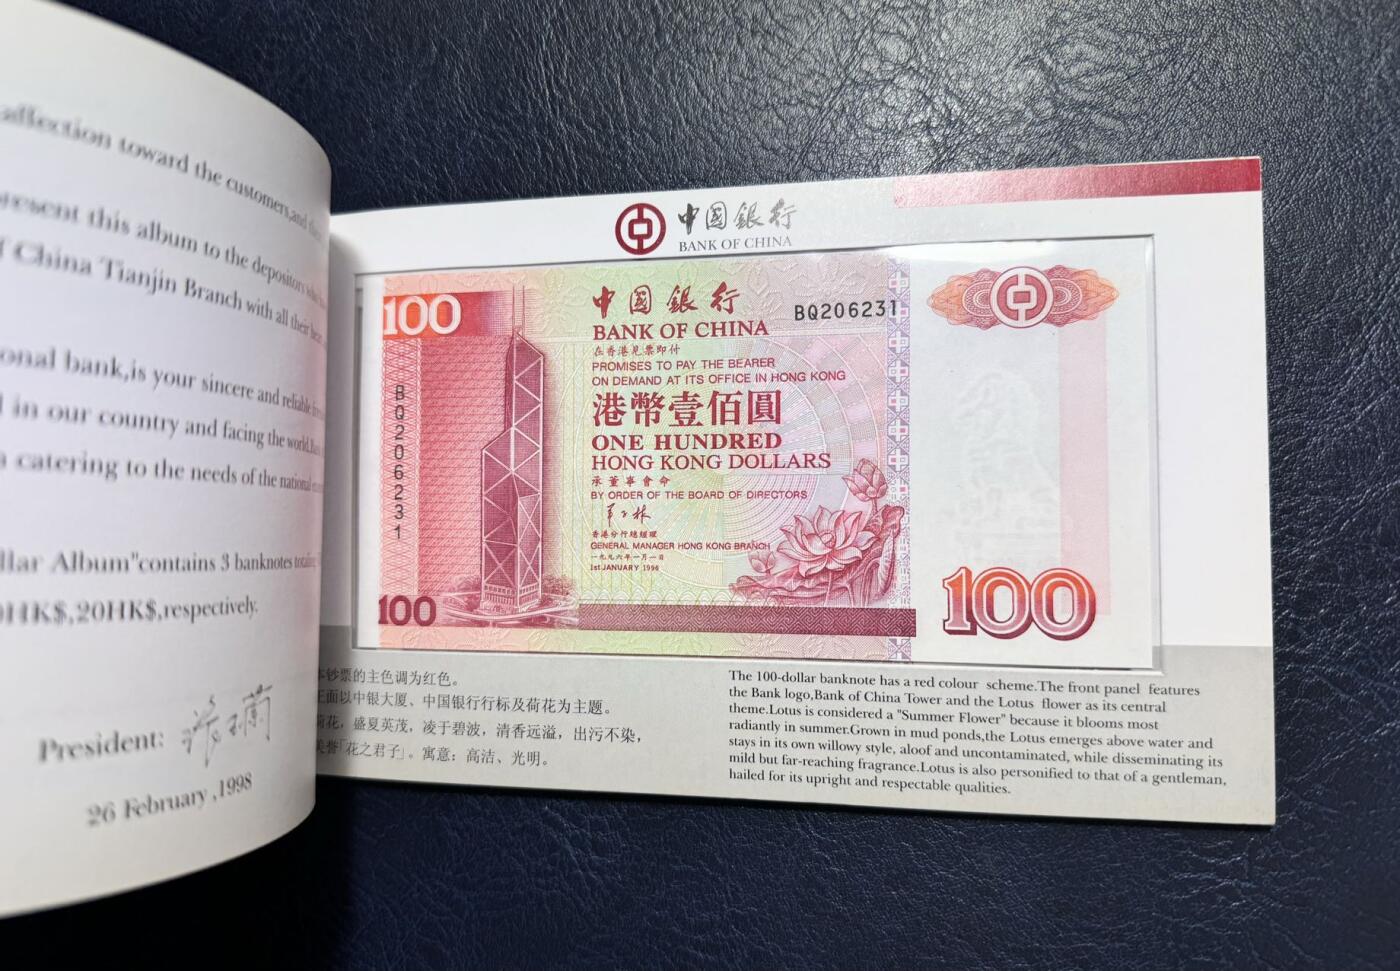 affection toward the customers,and
present this album to the depositors
China Tianjin Branch with all their
onal bank,is your sincere and reliable
in our country and facing the world.
catering to the needs of the national
llar Album"contains 3 banknotes
HK$,20HK$,respectively.
President:
26 February ,1998
中国銀行
BANK OF CHINA
100
中国銀行
BANK OF CHINA
BQ206231
在香港見票即付
PROMISES TO PAY THE BEARER
ON DEMAND AT ITS OFFICE IN HONG KONG
港幣壹佰圓
ONE HUNDRED
HONG KONG DOLLARS
承董事會命
BY ORDER OF THE BOARD OF DIRECTORS
香港分行總經理
GENERAL MANAGER HONG KONG BRANCH
一九九六年一月一日
1st JANUARY 1996
BQ206231
100
100
本钞票的主色调为红色。
正面以中银大厦、中国银行行标及荷花为主题。
荷花，盛夏英茂，凌于碧波，清香远溢，出污不染，
美誉「花之君子」。寓意：高洁、光明。
The 100-dollar banknote has a red colour scheme.The front panel features
the Bank logo,Bank of China Tower and the Lotus flower as its central
theme.Lotus is considered a "Summer Flower" because it blooms most
radiantly in summer.Grown in mud ponds,the Lotus emerges above water and
stays in its own willowy style, aloof and uncontaminated, while disseminating its
mild but far-reaching fragrance.Lotus is also personified to that of a gentleman,
hailed for its upright and respectable qualities.